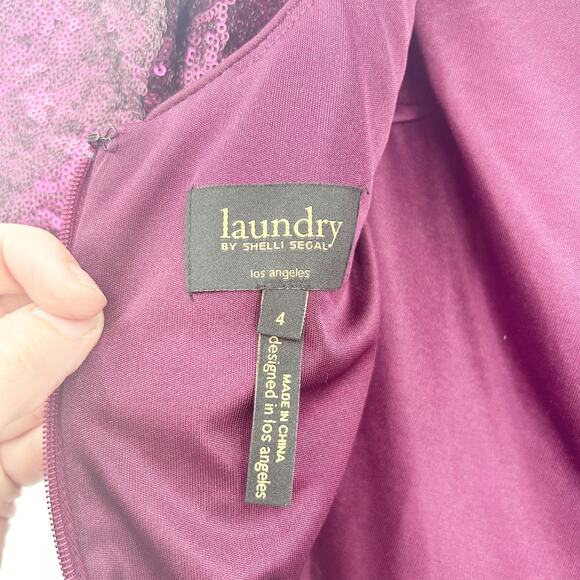 laundry
BY SHELLI SEGAL®
los angeles
4
MADE IN CHINA
designed in los angeles